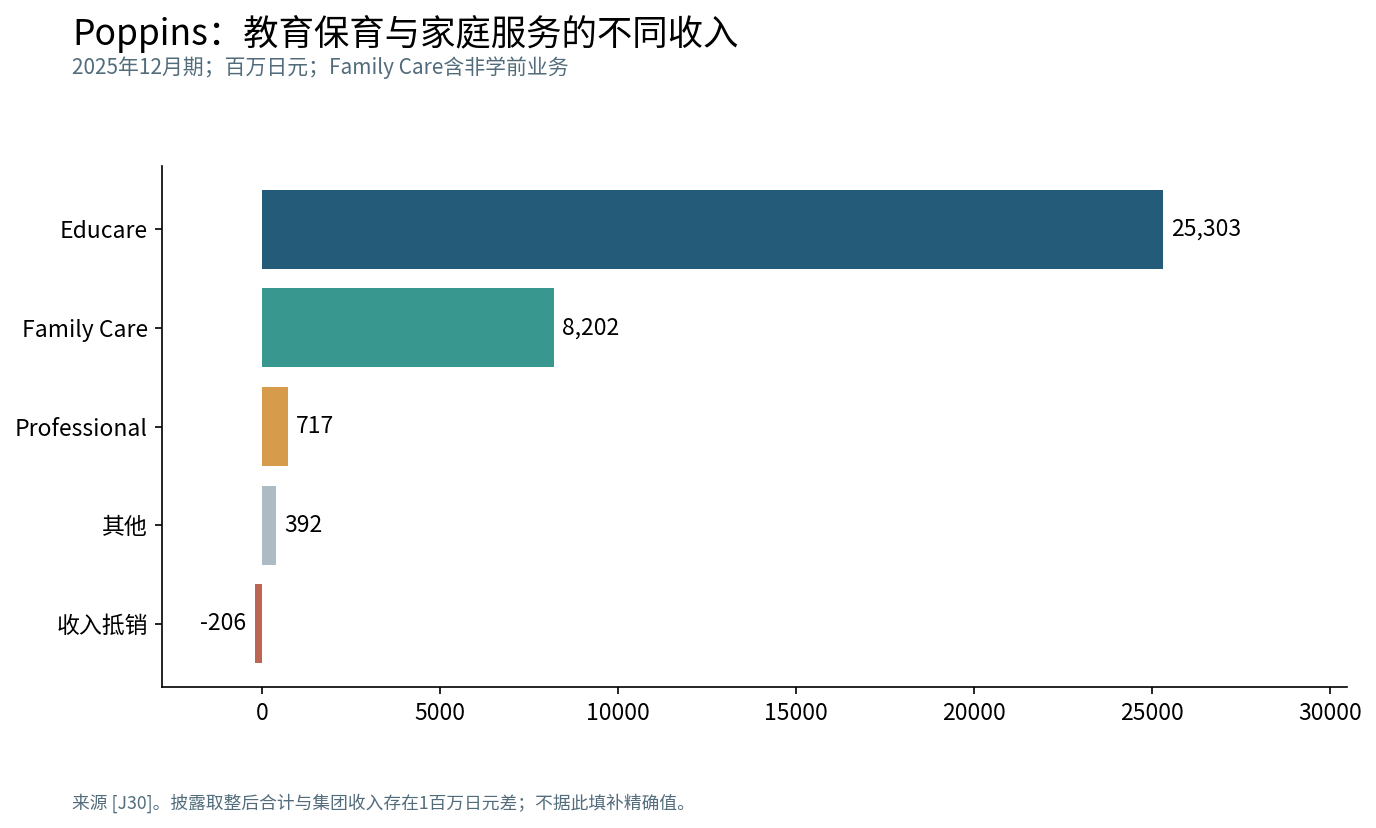 Poppins：教育保育与家庭服务的不同收入
2025年12月期；百万日元；Family Care含非学前业务
Educare
25,303
Family Care
8,202
Professional
717
其他
392
收入抵销
-206
0
5000
10000
15000
20000
25000
30000
来源 [J30]。披露取整后合计与集团收入存在1百万日元差；不据此填补精确值。